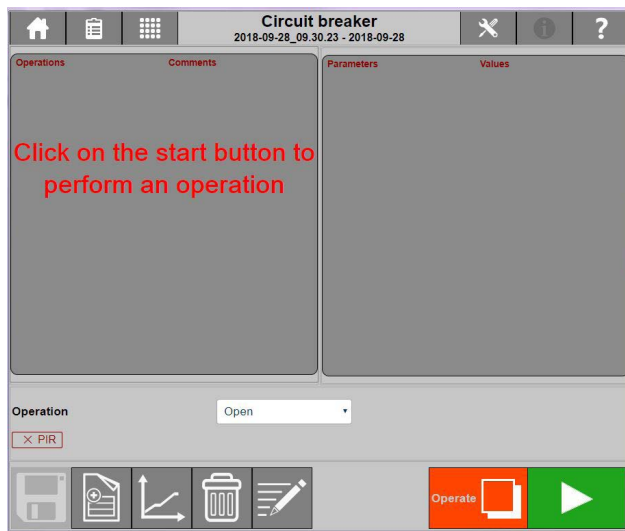 Circuit breaker
2018-09-28_09.30.23 - 2018-09-28
?
Operations Comments
Parameters Values
Click on the start button to
perform an operation
Operation Open
× PIR
Operate